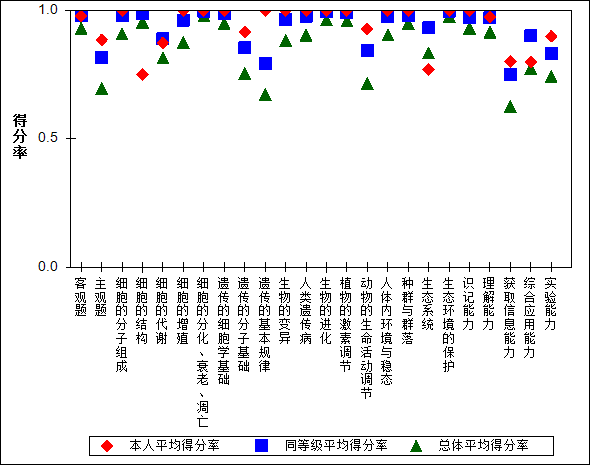 1.0
0.5
0.0
得分率
客观题
主观题
细胞的分子组成
细胞的结构
细胞的代谢
细胞的增殖
细胞的分化、衰老、凋亡
遗传的细胞学基础
遗传的分子基础
遗传的基本规律
生物的变异
人类遗传病
生物的进化
植物的激素调节
动物的生命活动调节
人体内环境与稳态
种群与群落
生态系统
生态环境的保护
识记能力
理解能力
获取信息能力
综合应用能力
实验能力
本人平均得分率 同等级平均得分率 总体平均得分率